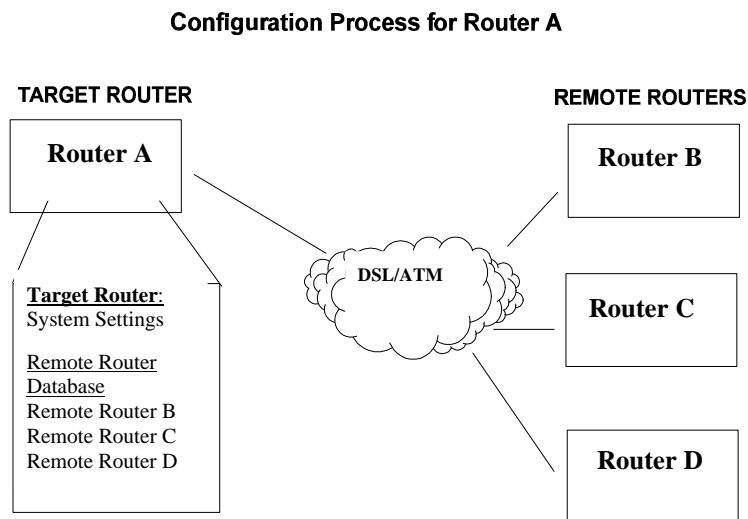 Configuration Process for Router A
TARGET ROUTER
REMOTE ROUTERS
Router A
Router B
DSL/ATM
Target Router:
System Settings
Remote Router
Database
Remote Router B
Remote Router C
Remote Router D
Router C
Router D